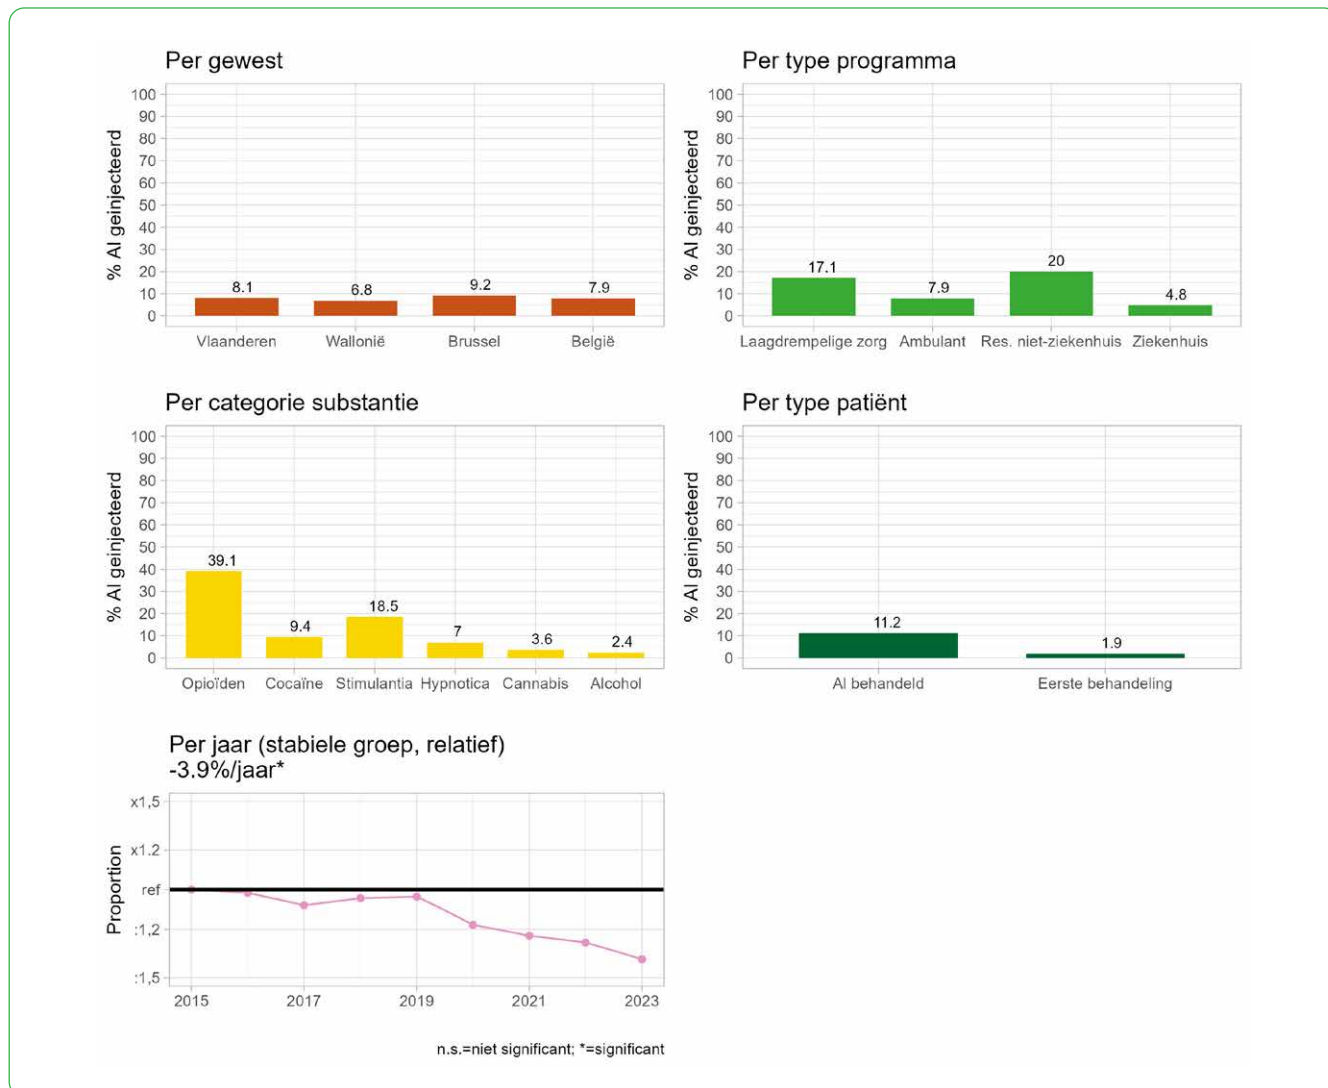 Per gewest
% Al geinjecteerd
100
90
80
70
60
50
40
30
20
10
0
8.1
6.8
9.2
7.9
Vlaanderen
Wallonië
Brussel
België
Per type programma
% Al geinjecteerd
100
90
80
70
60
50
40
30
20
10
0
17.1
7.9
20
4.8
Laagdrempelige zorg
Ambulant
Res. niet-ziekenhuis
Ziekenhuis
Per categorie substantie
% Al geinjecteerd
100
90
80
70
60
50
40
30
20
10
0
39.1
9.4
18.5
7
3.6
2.4
Opioïden
Cocaïne
Stimulantia
Hypnotica
Cannabis
Alcohol
Per type patiënt
% Al geinjecteerd
100
90
80
70
60
50
40
30
20
10
0
11.2
1.9
Al behandeld
Eerste behandeling
Per jaar (stabiele groep, relatief)
-3.9%/jaar*
Proportion
x1,5
x1.2
ref
:1,2
:1,5
2015
2017
2019
2021
2023
n.s.=niet significant; *=significant